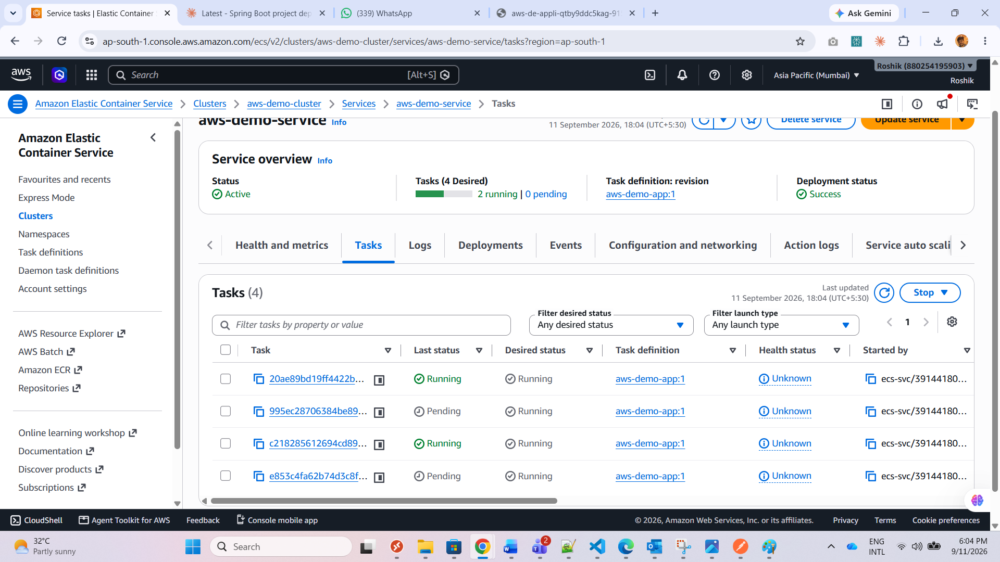 Service tasks | Elastic Container S
Latest - Spring Boot project dep
(339) WhatsApp
aws-de-appli-qtby9ddc5kag-91
Ask Gemini
ap-south-1.console.aws.amazon.com/ecs/v2/clusters/aws-demo-cluster/services/aws-demo-service/tasks?region=ap-south-1
aws
Search
[Alt+S]
Asia Pacific (Mumbai)
Roshik (880254195903)
Roshik
Amazon Elastic Container Service
Clusters
aws-demo-cluster
Services
aws-demo-service
Tasks
Amazon Elastic
Container Service
Favourites and recents
Express Mode
Clusters
Namespaces
Task definitions
Daemon task definitions
Account settings
AWS Resource Explorer
AWS Batch
Amazon ECR
Repositories
Online learning workshop
Documentation
Discover products
Subscriptions
aws-demo-service Info
11 September 2026, 18:04 (UTC+5:30)
Delete service
Update service
Service overview Info
Status
Active
Tasks (4 Desired)
2 running | 0 pending
Task definition: revision
aws-demo-app:1
Deployment status
Success
Health and metrics
Tasks
Logs
Deployments
Events
Configuration and networking
Action logs
Service auto scali
Tasks (4)
Last updated
11 September 2026, 18:04 (UTC+5:30)
Stop
Filter tasks by property or value
Filter desired status
Any desired status
Filter launch type
Any launch type
1
Task Last status Desired status Task definition Health status Started by
20ae89bd19ff4422b... Running Running aws-demo-app:1 Unknown ecs-svc/39144180...
995ec28706384be89... Pending Running aws-demo-app:1 Unknown ecs-svc/39144180...
c218285612694cd89... Running Running aws-demo-app:1 Unknown ecs-svc/39144180...
e853c4fa62b74d3c8f... Pending Running aws-demo-app:1 Unknown ecs-svc/39144180...
CloudShell
Agent Toolkit for AWS
Feedback
Console mobile app
© 2026, Amazon Web Services, Inc. or its affiliates.
Privacy
Terms
Cookie preferences
32°C
Partly sunny
Search
2
ENG
INTL
6:04 PM
9/11/2026